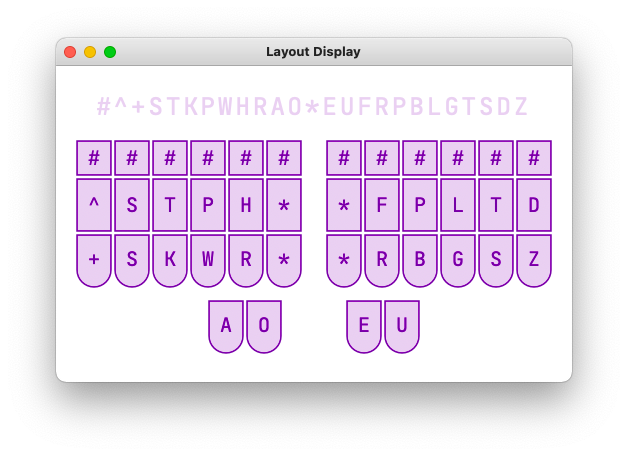 Layout Display
#^+STKPWHRAO*EUFRPBLGTSDZ
# # # # # # # # # # # #
^ S T P H * * F P L T D
+ S K W R * * R B G S Z
A O E U